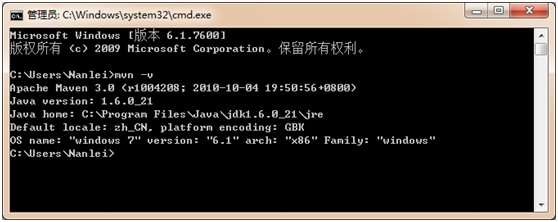 管理员: C:\Windows\system32\cmd.exe
Microsoft Windows [版本 6.1.7600]
版权所有 (c) 2009 Microsoft Corporation。保留所有权利。
C:\Users\Nanlei>mvn -v
Apache Maven 3.0 (r1004208; 2010-10-04 19:50:56+0800)
Java version: 1.6.0_21
Java home: C:\Program Files\Java\jdk1.6.0_21\jre
Default locale: zh_CN, platform encoding: GBK
OS name: "windows 7" version: "6.1" arch: "x86" Family: "windows"
C:\Users\Nanlei>